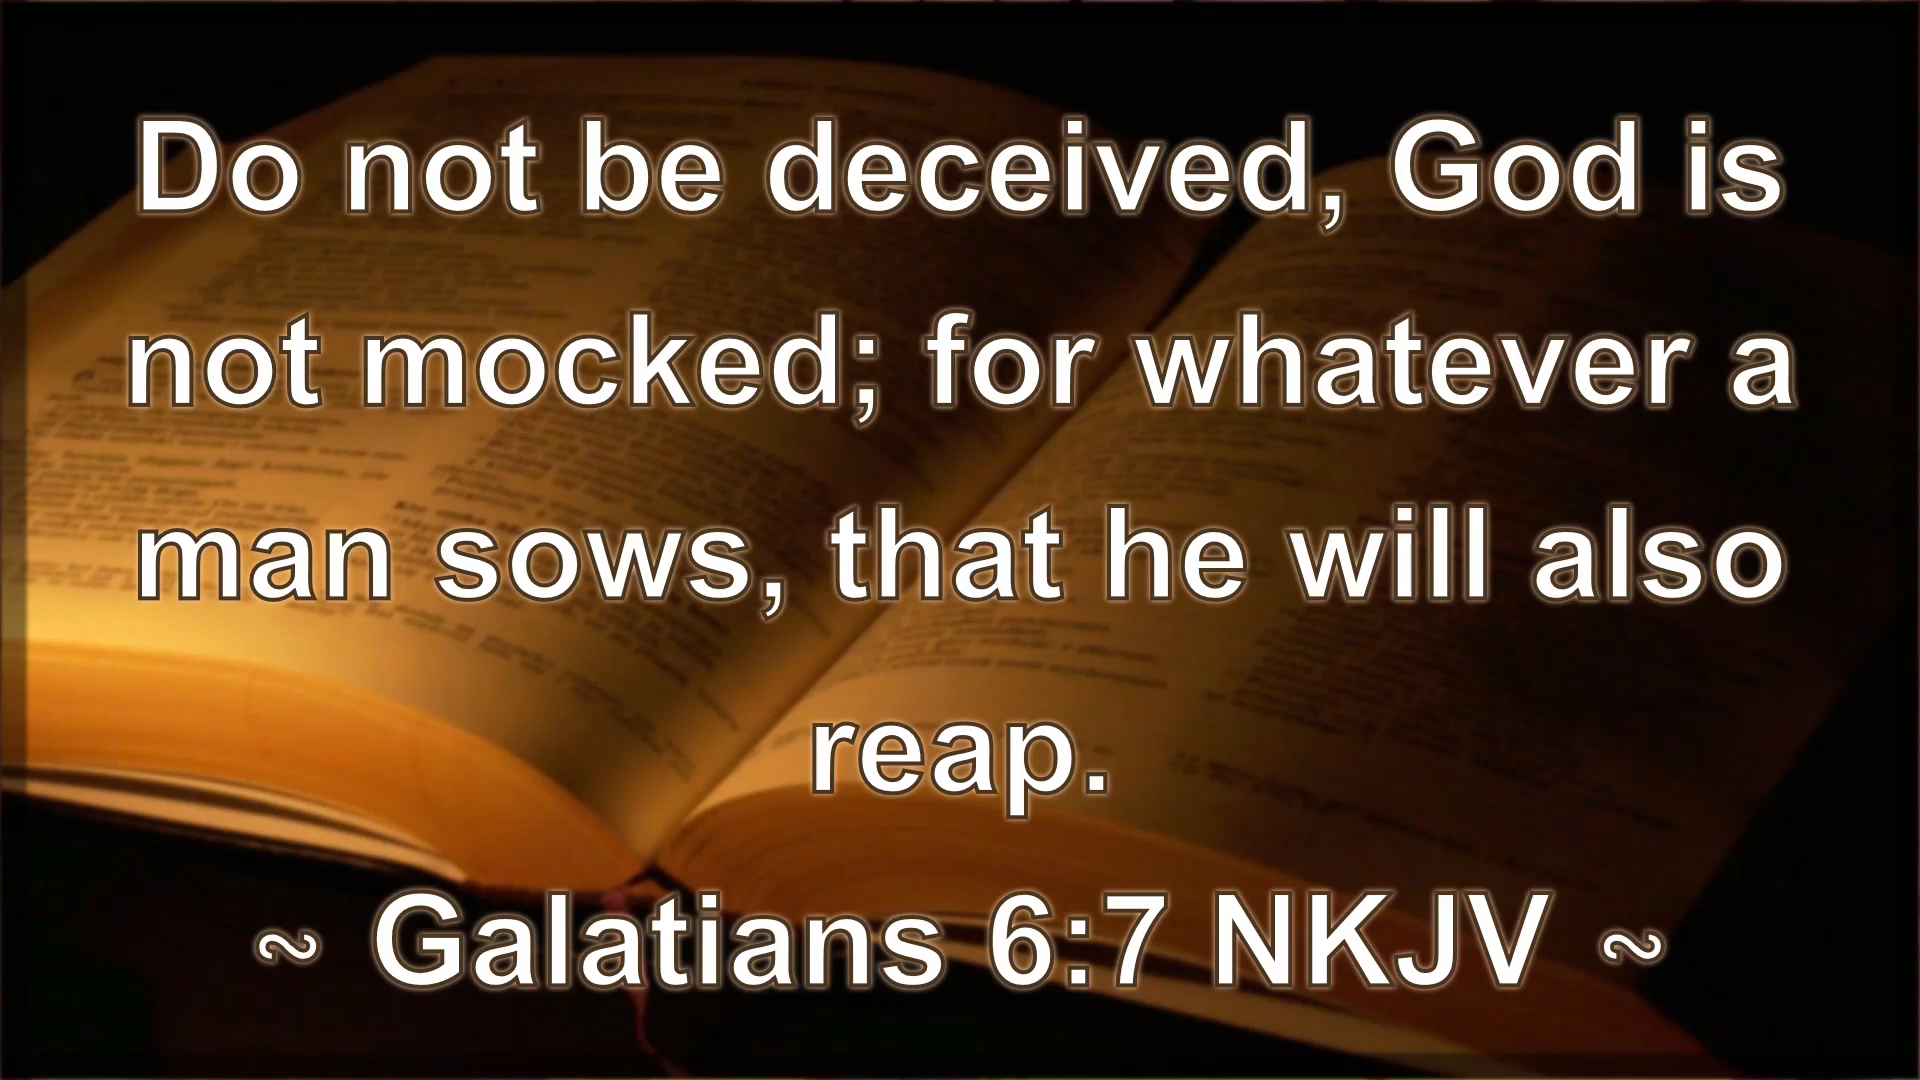 Do not be deceived, God is
not mocked; for whatever a
man sows, that he will also
reap.
~ Galatians 6:7 NKJV ~